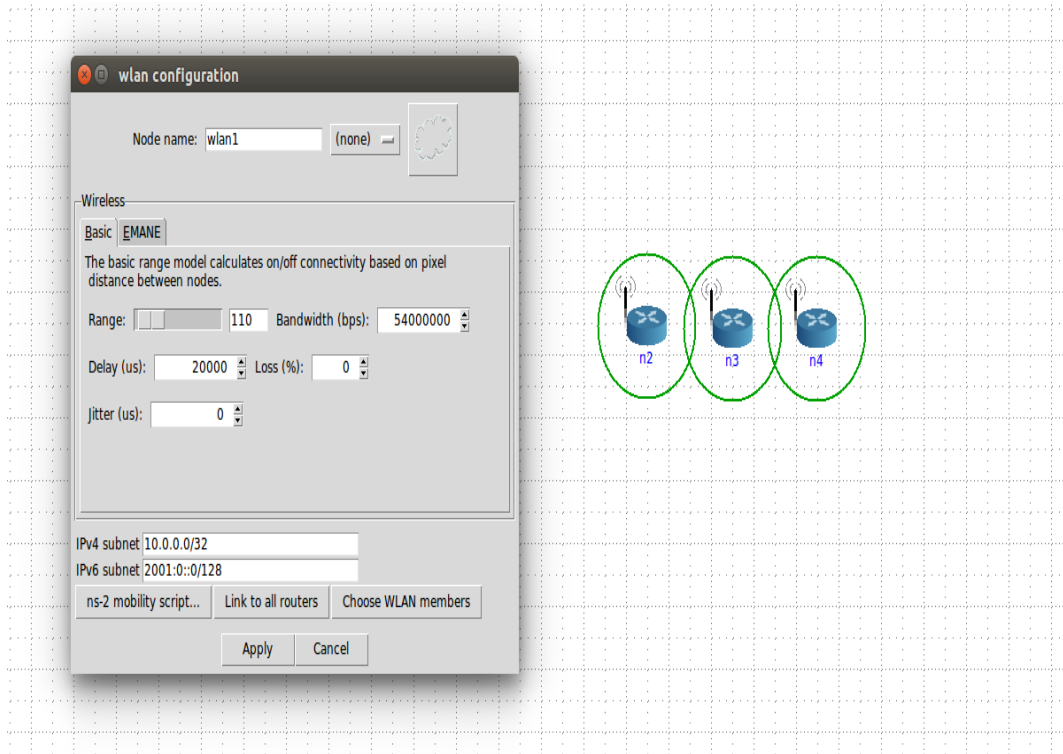 wlan configuration
Node name: wlan1 (none)
Wireless
Basic EMANE
The basic range model calculates on/off connectivity based on pixel
distance between nodes.
Range: 110 Bandwidth (bps): 54000000
Delay (us): 20000 Loss (%): 0
Jitter (us): 0
IPv4 subnet 10.0.0.0/32
IPv6 subnet 2001:0::0/128
ns-2 mobility script... Link to all routers Choose WLAN members
Apply Cancel
n2 n3 n4